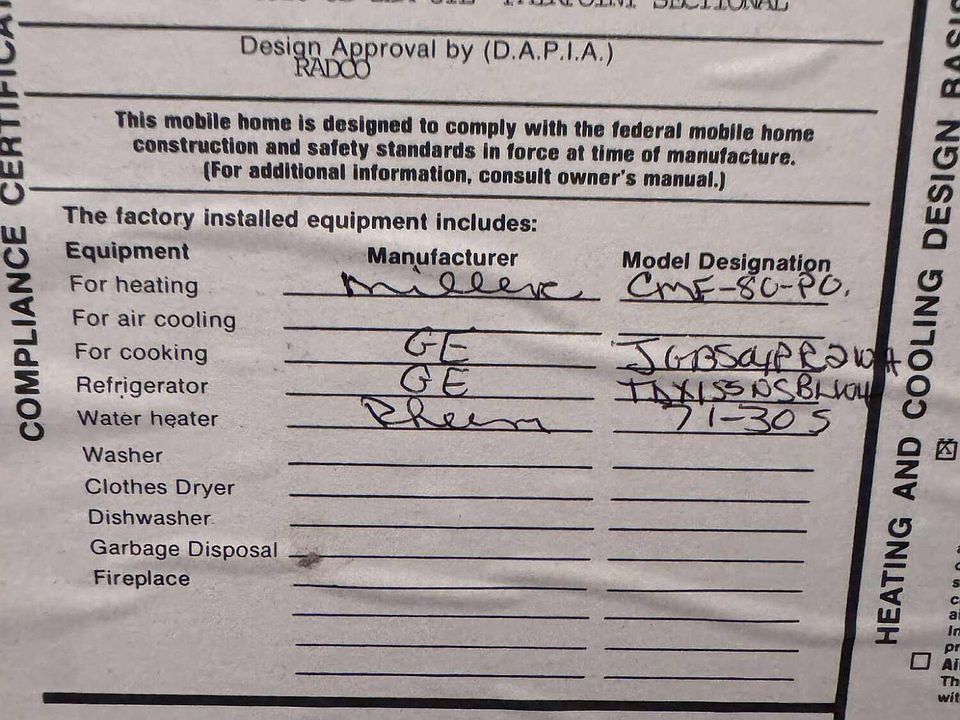 SECTIONAL
Design Approval by (D.A.P.I.A.)
RADCO
This mobile home is designed to comply with the federal mobile home
construction and safety standards in force at time of manufacture.
(For additional information, consult owner's manual.)
The factory installed equipment includes:
Equipment Manufacturer Model Designation
For heating Miller CMF-80-PO.
For air cooling
For cooking GE JGBS04PR2WA
Refrigerator GE
Water heater Rheem 71-30S
Washer
Clothes Dryer
Dishwasher
Garbage Disposal
Fireplace
COMPLIANCE
HEATING AND COOLING DESIGN